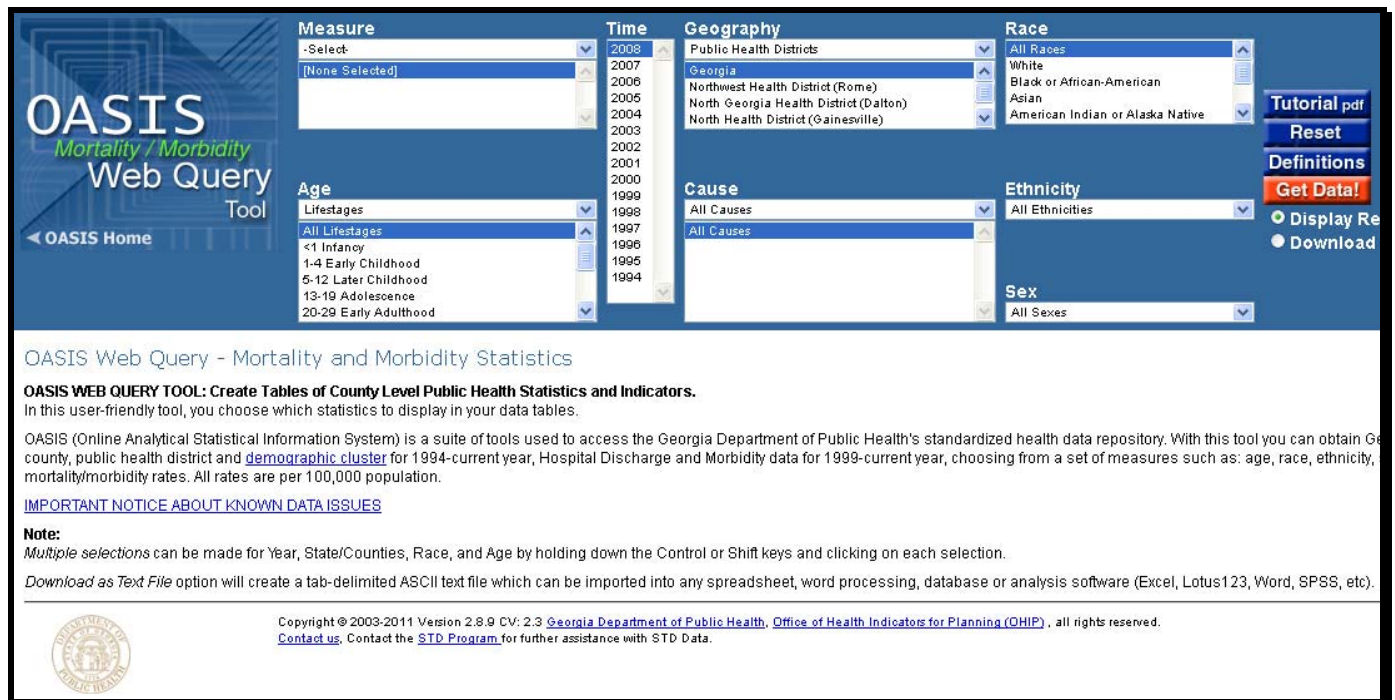 OASIS
Mortality / Morbidity
Web Query
Tool
OASIS Home
Measure
-Select-
[None Selected]
Age
Lifestages
All Lifestages
<1 Infancy
1-4 Early Childhood
5-12 Later Childhood
13-19 Adolescence
20-29 Early Adulthood
Time
2008
2007
2006
2005
2004
2003
2002
2001
2000
1999
1998
1997
1996
1995
1994
Geography
Public Health Districts
Georgia
Northwest Health District (Rome)
North Georgia Health District (Dalton)
North Health District (Gainesville)
Cause
All Causes
All Causes
Race
All Races
White
Black or African-American
Asian
American Indian or Alaska Native
Ethnicity
All Ethnicities
Sex
All Sexes
Tutorial pdf
Reset
Definitions
Get Data!
Display Re
Download
OASIS Web Query - Mortality and Morbidity Statistics
OASIS WEB QUERY TOOL: Create Tables of County Level Public Health Statistics and Indicators.
In this user-friendly tool, you choose which statistics to display in your data tables.
OASIS (Online Analytical Statistical Information System) is a suite of tools used to access the Georgia Department of Public Health's standardized health data repository. With this tool you can obtain Ge
county, public health district and demographic cluster for 1994-current year, Hospital Discharge and Morbidity data for 1999-current year, choosing from a set of measures such as: age, race, ethnicity,
mortality/morbidity rates. All rates are per 100,000 population.
IMPORTANT NOTICE ABOUT KNOWN DATA ISSUES
Note:
Multiple selections can be made for Year, State/Counties, Race, and Age by holding down the Control or Shift keys and clicking on each selection.
Download as Text File option will create a tab-delimited ASCII text file which can be imported into any spreadsheet, word processing, database or analysis software (Excel, Lotus123, Word, SPSS, etc).
Copyright © 2003-2011 Version 2.8.9 CV: 2.3 Georgia Department of Public Health, Office of Health Indicators for Planning (OHIP) , all rights reserved.
Contact us, Contact the STD Program for further assistance with STD Data.